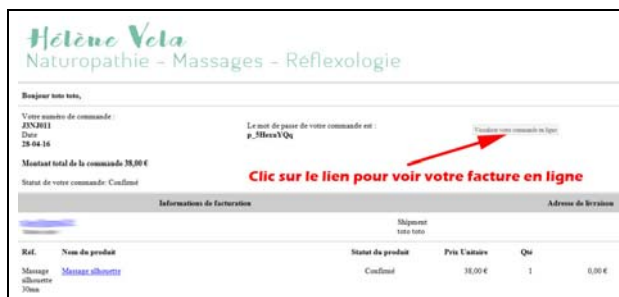 Hélène Vela
Naturopathie – Massages – Réflexologie
Bonjour toto toto,
Votre numéro de commande :
J3NJ011
Date
28-04-16
Le mot de passe de votre commande est :
Visualiser votre commande en ligne
Montant total de la commande 38,00 €
Clic sur le lien pour voir votre facture en ligne
Statut de votre commande: Confirmé
Informations de facturation Adresse de livraison
Shipment
toto toto
Réf. Nom du produit Statut du produit Prix Unitaire Qté
Massage silhouette 30mn Massage silhouette Confirmé 38,00 € 1 0,00 €